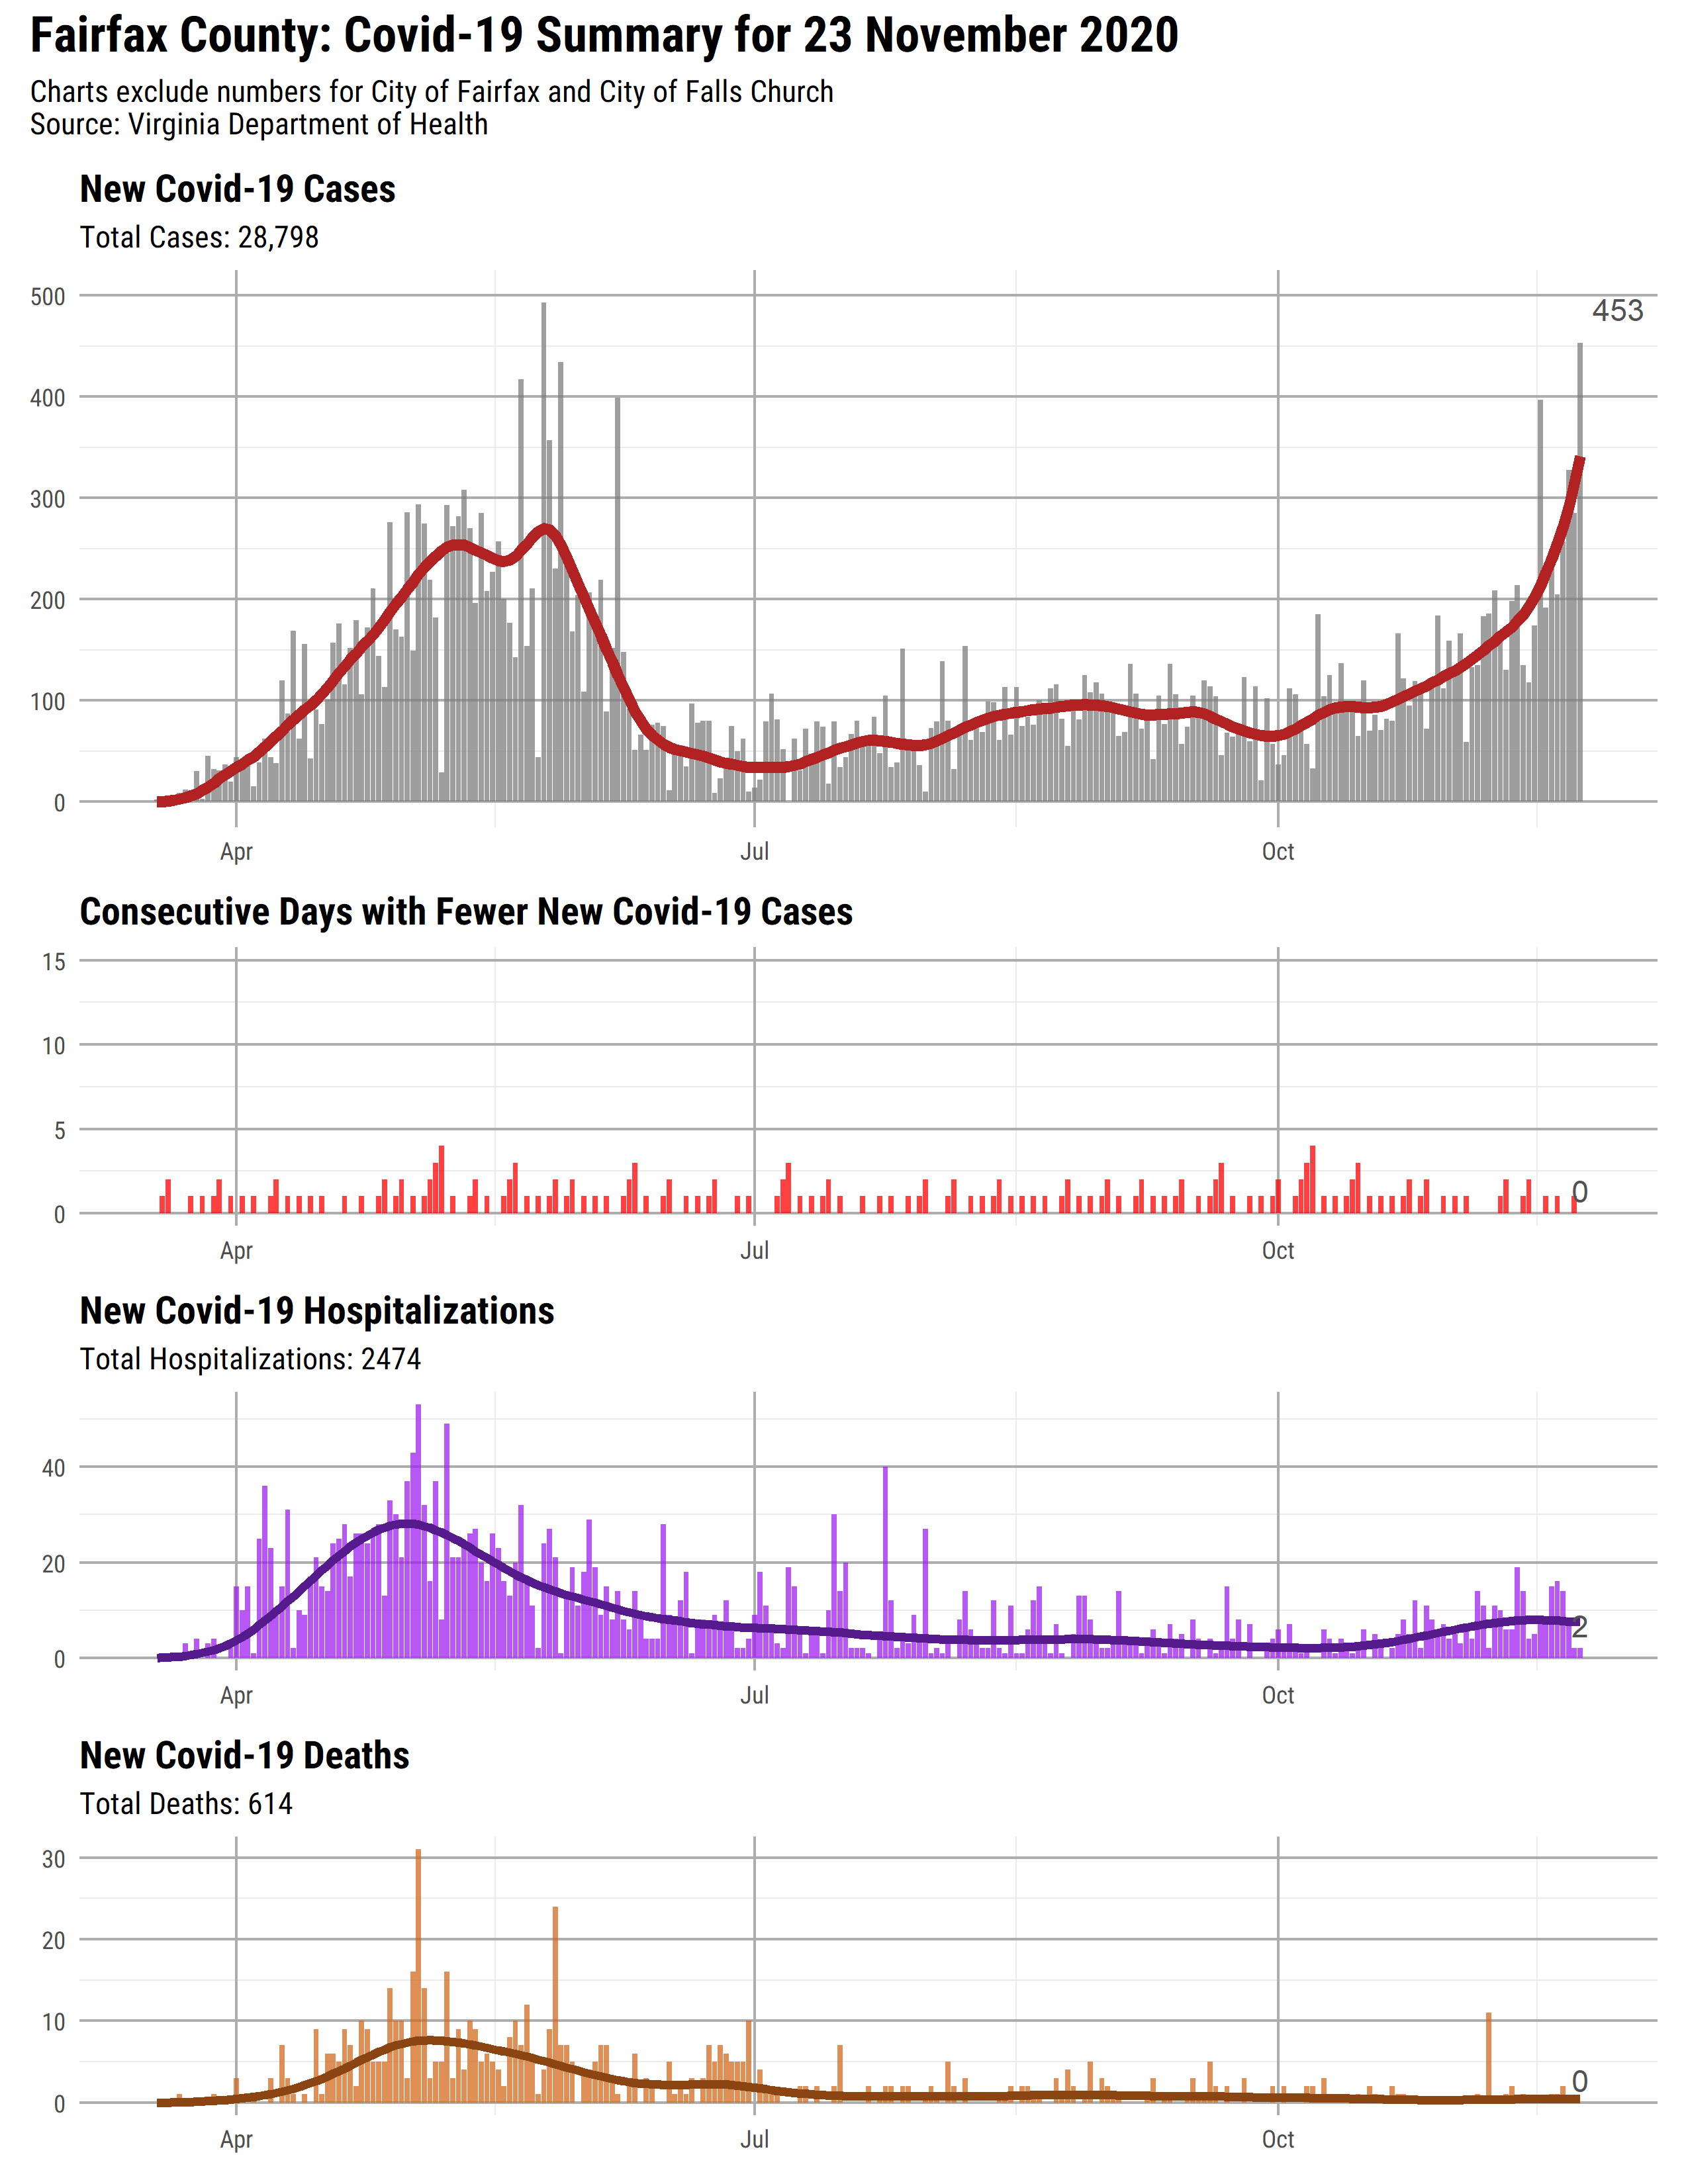 Fairfax County: Covid-19 Summary for 23 November 2020
Charts exclude numbers for City of Fairfax and City of Falls Church
Source: Virginia Department of Health
New Covid-19 Cases
Total Cases: 28,798
500
453
400
300
200
100
0
Apr Jul Oct
Consecutive Days with Fewer New Covid-19 Cases
15
10
5
0
0
Apr Jul Oct
New Covid-19 Hospitalizations
Total Hospitalizations: 2474
40
20
2
0
Apr Jul Oct
New Covid-19 Deaths
Total Deaths: 614
30
20
10
0
0
Apr Jul Oct